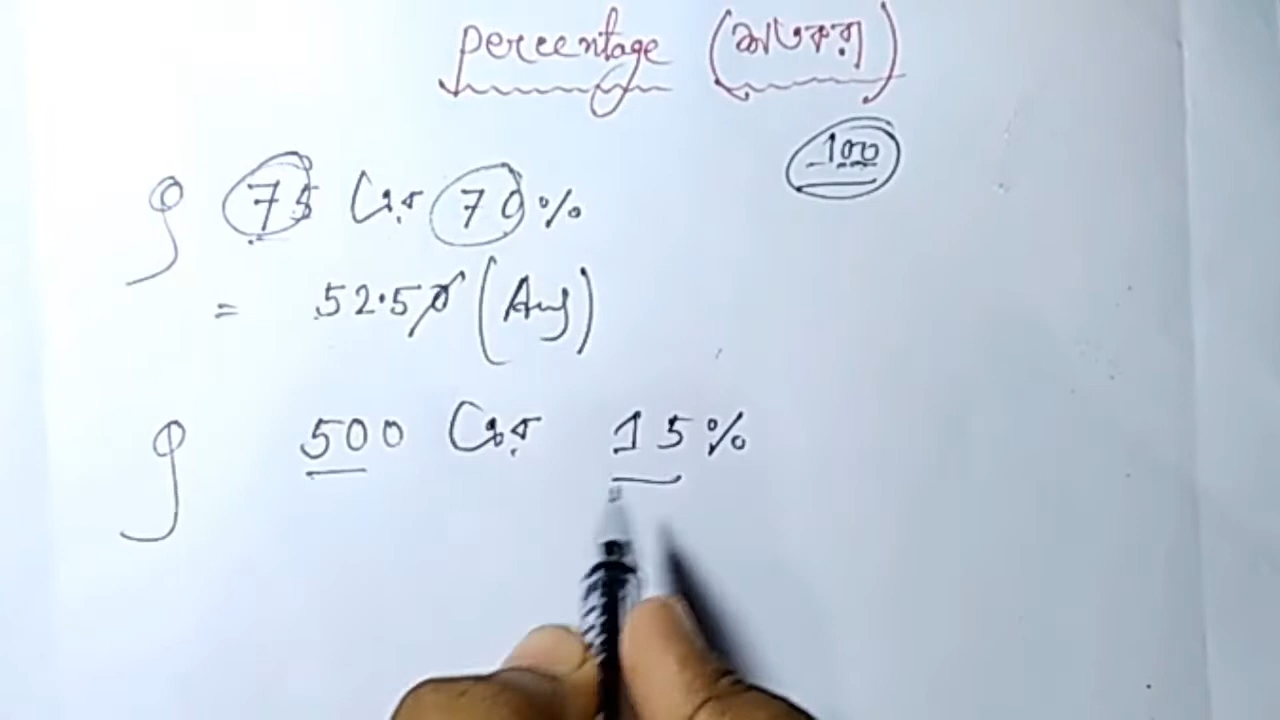 percentage (শতকরা)
100
75 এর 70%
= 52.50 (Ans)
500 এর 15%